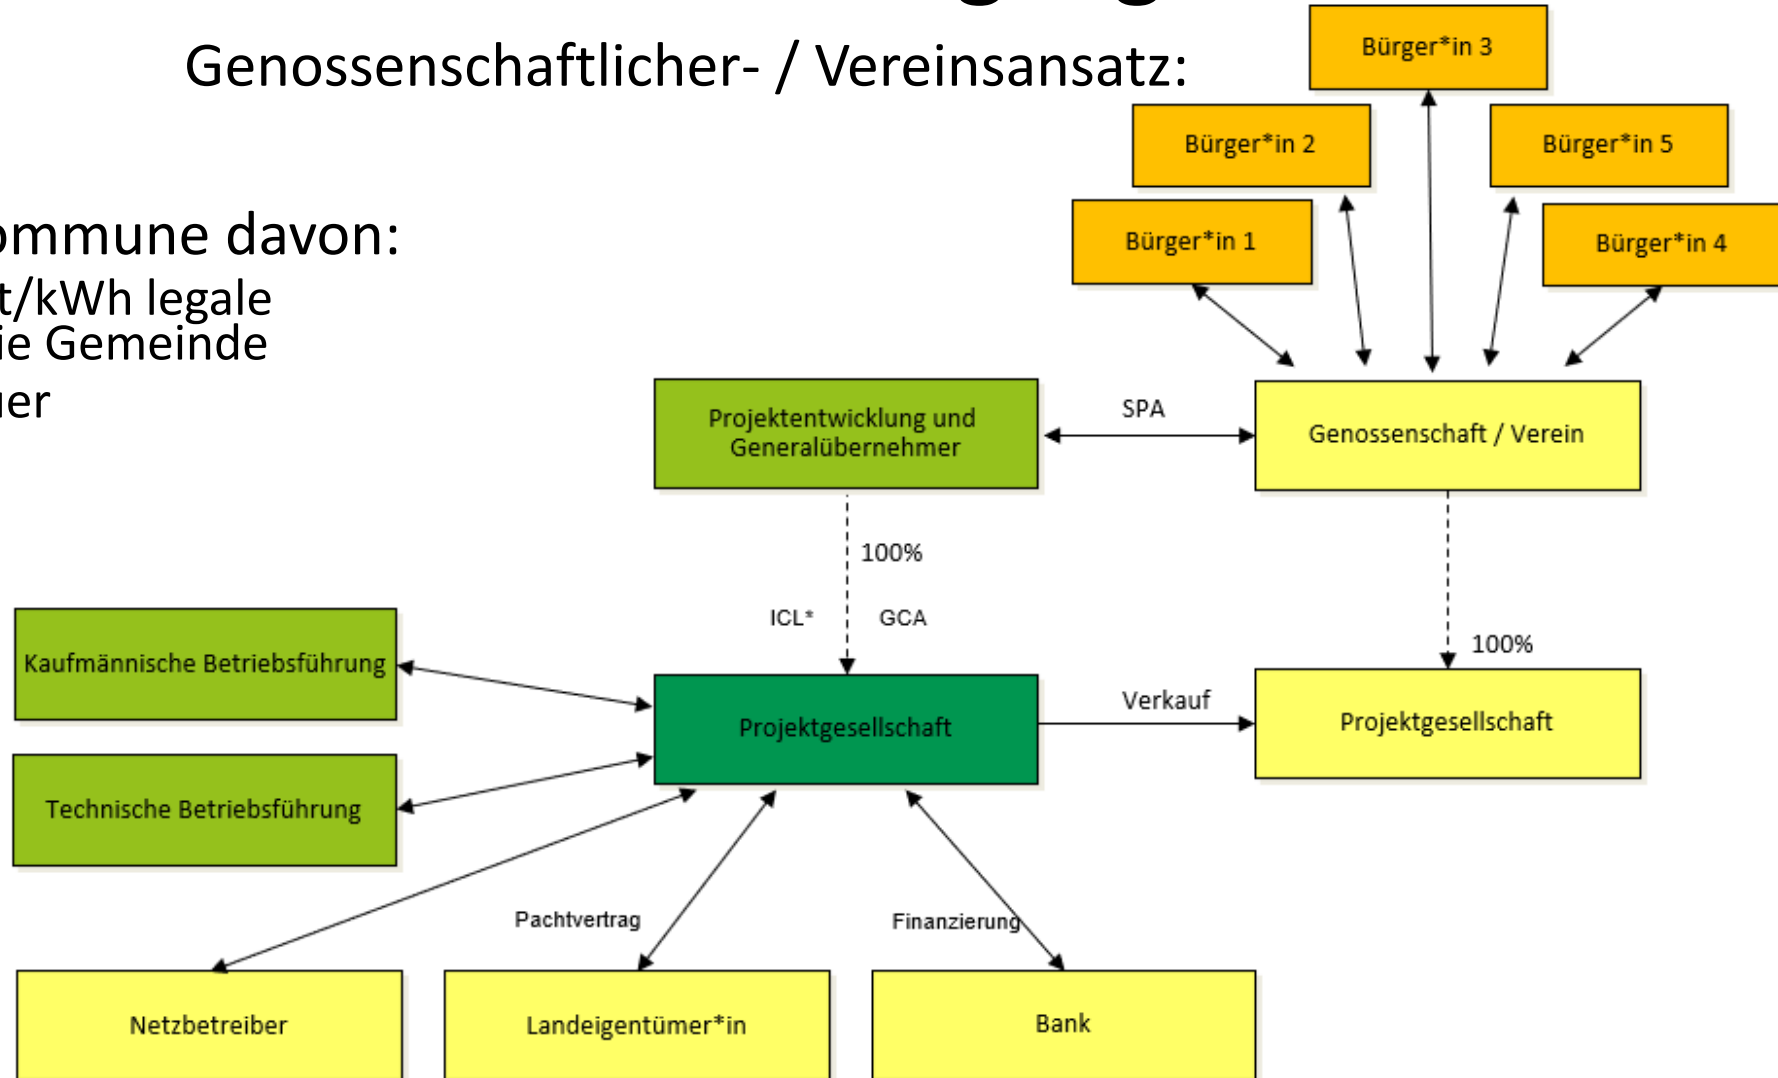 Genossenschaftlicher- / Vereinsansatz:
ommune davon:
t/kWh legale
ie Gemeinde
er
Bürger*in 3
Bürger*in 2
Bürger*in 5
Bürger*in 1
Bürger*in 4
Projektentwicklung und
Generalübernehmer
SPA
Genossenschaft / Verein
100%
ICL*
GCA
100%
Kaufmännische Betriebsführung
Projektgesellschaft
Verkauf
Projektgesellschaft
Technische Betriebsführung
Pachtvertrag
Finanzierung
Netzbetreiber
Landeigentümer*in
Bank